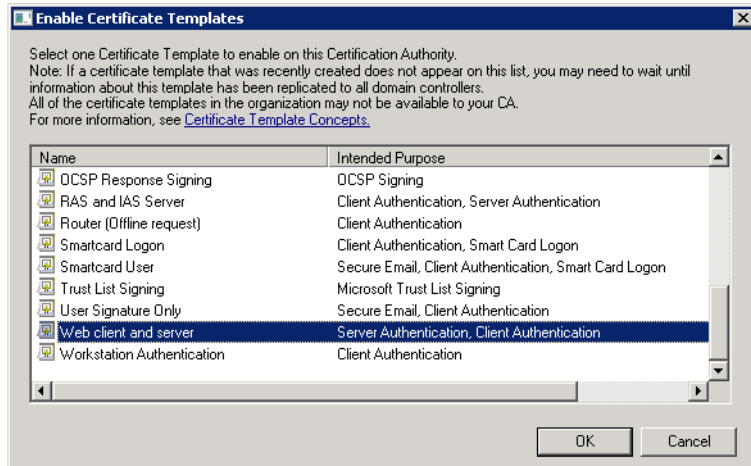 Enable Certificate Templates
Select one Certificate Template to enable on this Certification Authority.
Note: If a certificate template that was recently created does not appear on this list, you may need to wait until
information about this template has been replicated to all domain controllers.
All of the certificate templates in the organization may not be available to your CA.
For more information, see Certificate Template Concepts.
Name Intended Purpose
OCSP Response Signing OCSP Signing
RAS and IAS Server Client Authentication, Server Authentication
Router (Offline request) Client Authentication
Smartcard Logon Client Authentication, Smart Card Logon
Smartcard User Secure Email, Client Authentication, Smart Card Logon
Trust List Signing Microsoft Trust List Signing
User Signature Only Secure Email, Client Authentication
Web client and server Server Authentication, Client Authentication
Workstation Authentication Client Authentication
OK Cancel